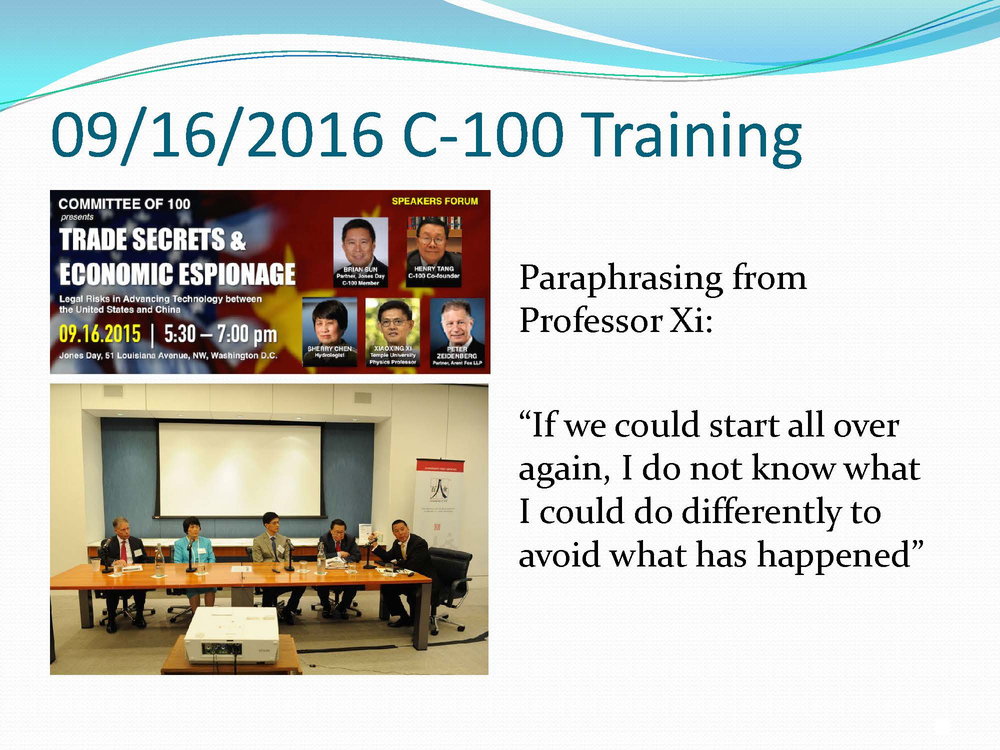 09/16/2016 C-100 Training
COMMITTEE OF 100
presents
TRADE SECRETS &
ECONOMIC ESPIONAGE
Legal Risks in Advancing Technology between
the United States and China
09.16.2015 | 5:30 – 7:00 pm
Jones Day, 51 Louisiana Avenue, NW, Washington D.C.
SPEAKERS FORUM
BRIAN SUN
Partner, Jones Day
C-100 Member
HENRY TANG
C-100 Co-founder
SHERRY CHEN
Hydrologist
XIAOXING XI
Temple University
Physics Professor
PETER
ZEIDENBERG
Partner, Arent Fox LLP
百人會
EPSON
Paraphrasing from
Professor Xi:
“If we could start all over
again, I do not know what
I could do differently to
avoid what has happened”